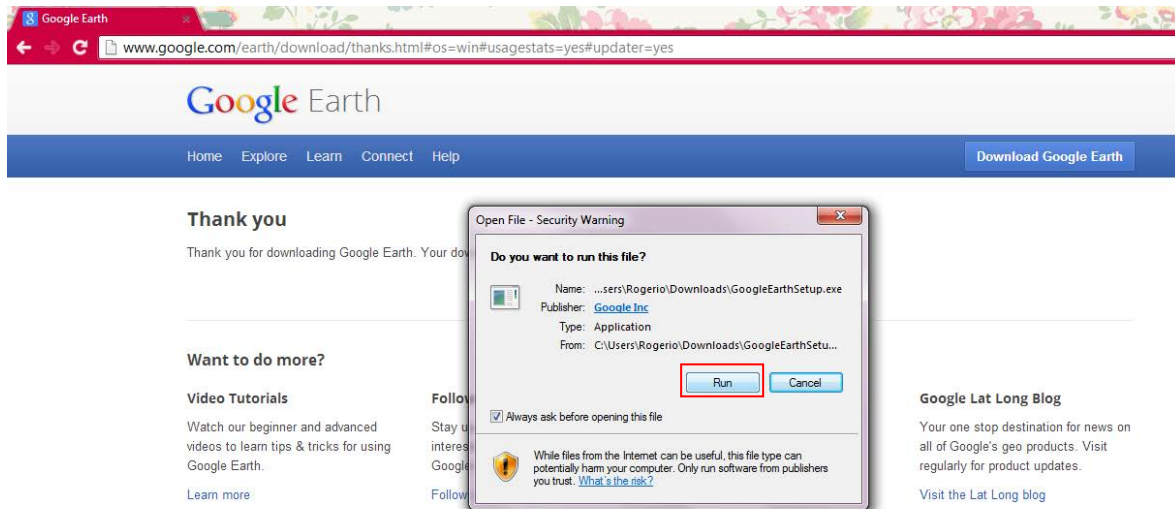 Google Earth
www.google.com/earth/download/thanks.html#os=win#usagestats=yes#updater=yes
Google Earth
Home Explore Learn Connect Help
Download Google Earth
Thank you
Thank you for downloading Google Earth. Your
Open File - Security Warning
Do you want to run this file?
Name: ...sers\Rogerio\Downloads\GoogleEarthSetup.exe
Publisher: Google Inc
Type: Application
From: C:\Users\Rogerio\Downloads\GoogleEarthSetu...
Run Cancel
Always ask before opening this file
While files from the Internet can be useful, this file type can
potentially harm your computer. Only run software from publishers
you trust. What's the risk?
Want to do more?
Video Tutorials
Watch our beginner and advanced
videos to learn tips & tricks for using
Google Earth.
Learn more
Follow
Stay
Google
Follow
Google Lat Long Blog
Your one stop destination for news on
all of Google's geo products. Visit
regularly for product updates.
Visit the Lat Long blog